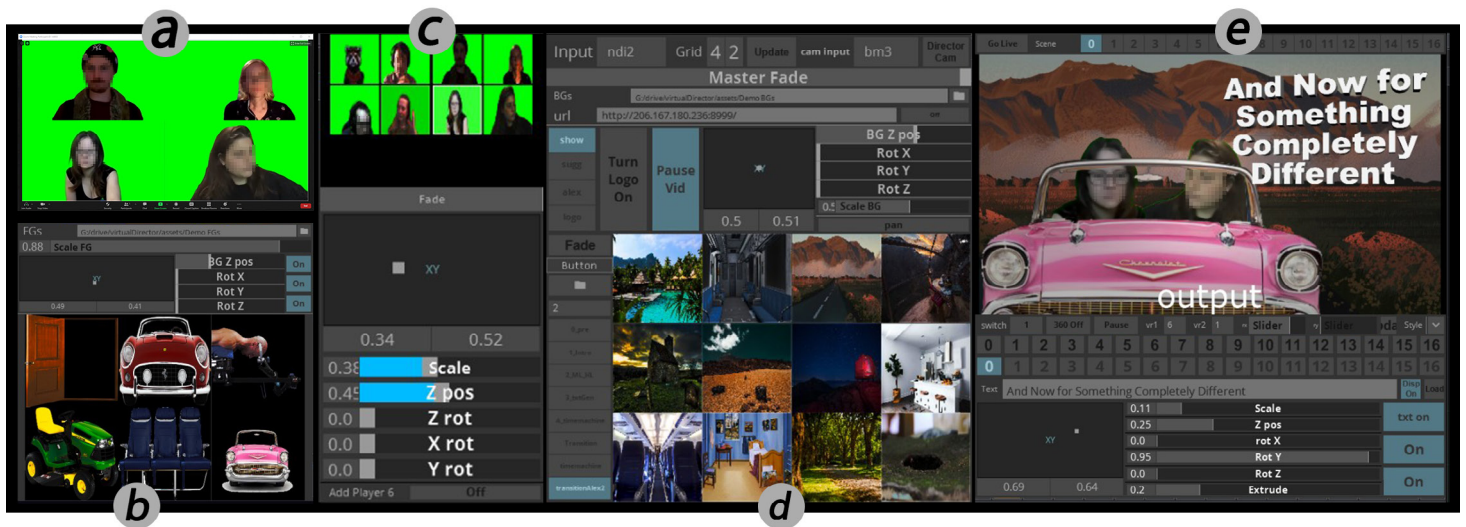 a
c
e
b
d
FGs G:/drive/virtualDirector/assets/Demo FGs
0.88 Scale FG
BG Z pos On
Rot X
Rot Y On
Rot Z On
XY
0.49 0.41
Fade
XY
0.34 0.52
0.38 Scale
0.45 Z pos
0.0 Z rot
0.0 X rot
0.0 Y rot
Add Player 6 Off
Input ndi2 Grid 4 2 Update cam input bm3 Director Cam
Master Fade
BGs G:/drive/virtualDirector/assets/Demo BGs
url http://206.167.180.236:8999/
show
sugg
alex
logo
Turn Logo On
Pause Vid
0.5 0.51
BG Z pos
Rot X
Rot Y
Rot Z
Scale BG
pan
Fade
Button
2
Transition
transitionAlex2
Go Live Scene 0 1 2 3 4 5 6 8 9 10 11 12 13 14 15 16
And Now for
Something
Completely
Different
Chevrolet
output
switch 1 360 Off Pause vr1 6 vr2 1 Slider Slider Style
0 1 2 3 4 5 6 7 8 9 10 11 12 13 14 15 16
0 1 2 3 4 5 6 7 8 9 10 11 12 13 14 15 16
Text And Now for Something Completely Different Disp On Load
XY
0.69 0.64
0.11 Scale
0.25 Z pos
0.0 rot X
0.95 Rot Y
0.0 Rot Z
0.2 Extrude
txt on
On
On